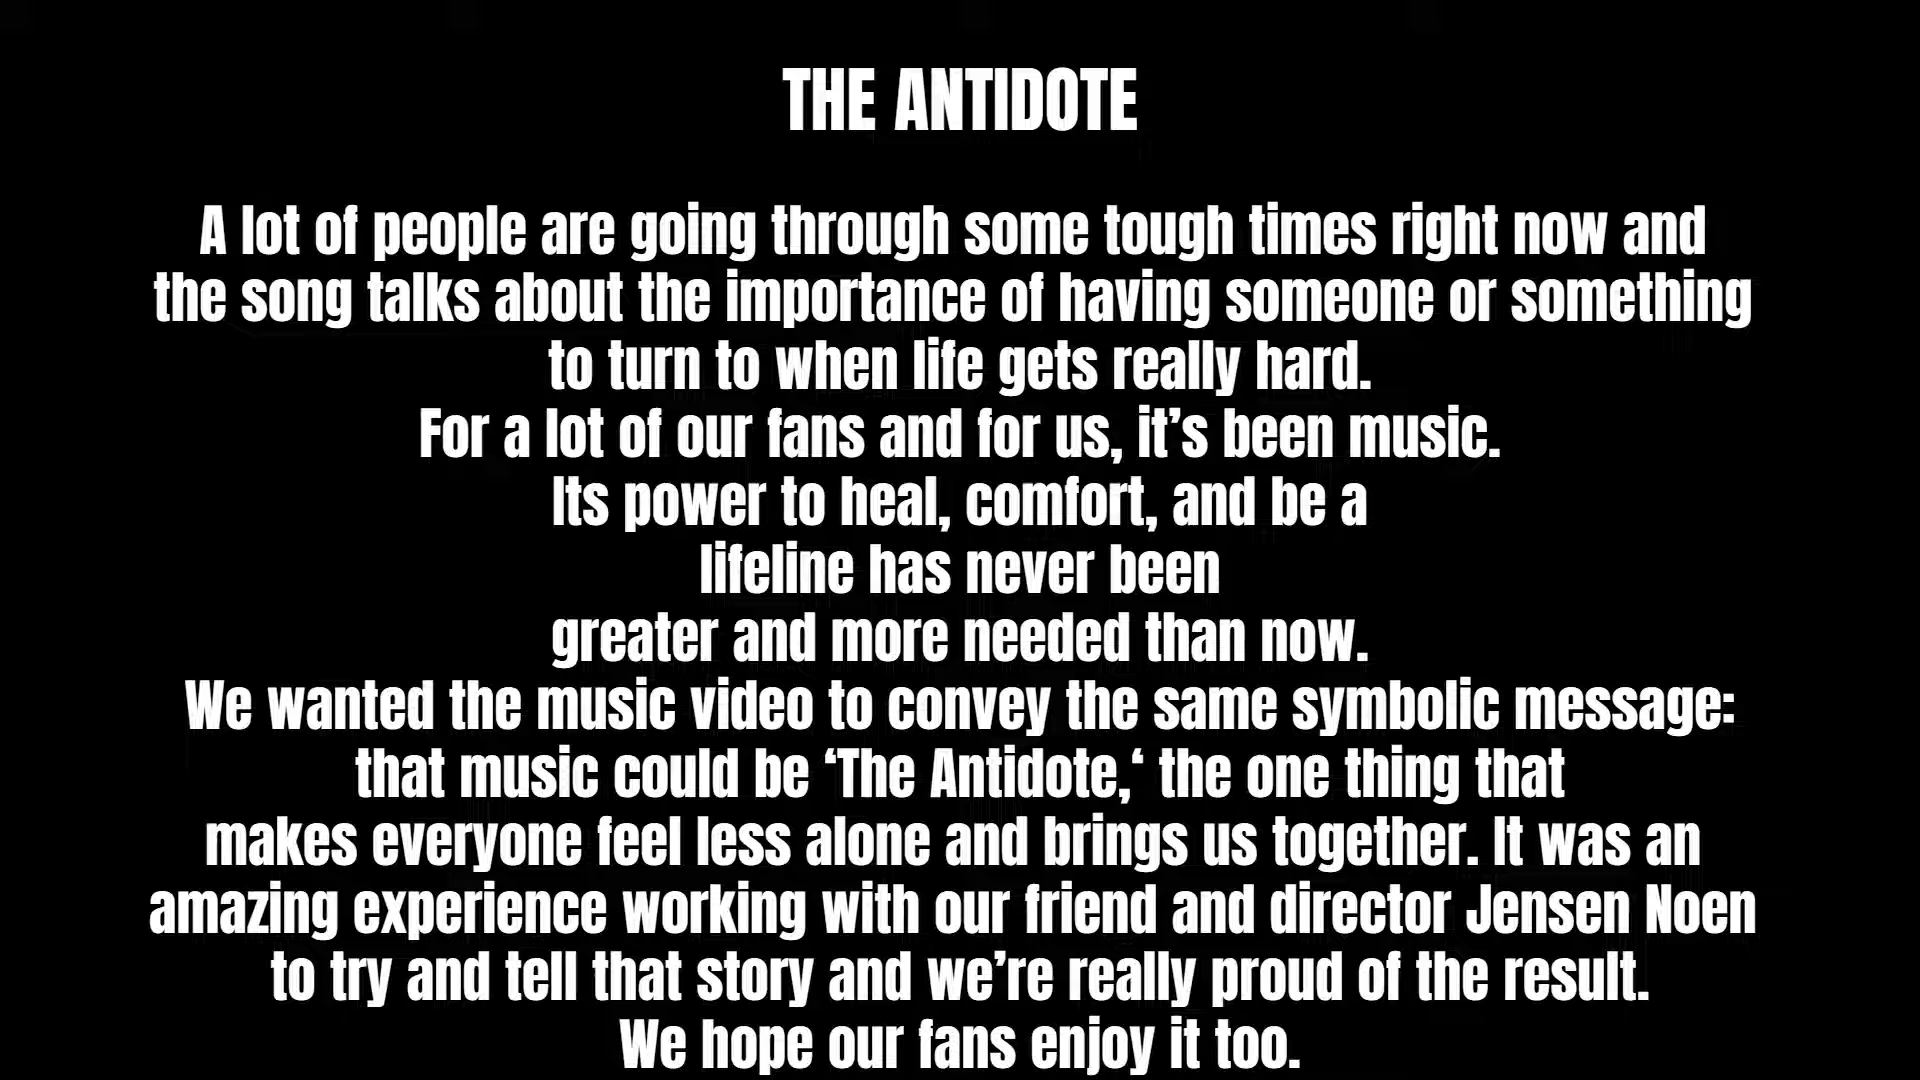 THE ANTIDOTE
A lot of people are going through some tough times right now and
the song talks about the importance of having someone or something
to turn to when life gets really hard.
For a lot of our fans and for us, it’s been music.
Its power to heal, comfort, and be a
lifeline has never been
greater and more needed than now.
We wanted the music video to convey the same symbolic message:
that music could be ‘The Antidote,‘ the one thing that
makes everyone feel less alone and brings us together. It was an
amazing experience working with our friend and director Jensen Noen
to try and tell that story and we’re really proud of the result.
We hope our fans enjoy it too.